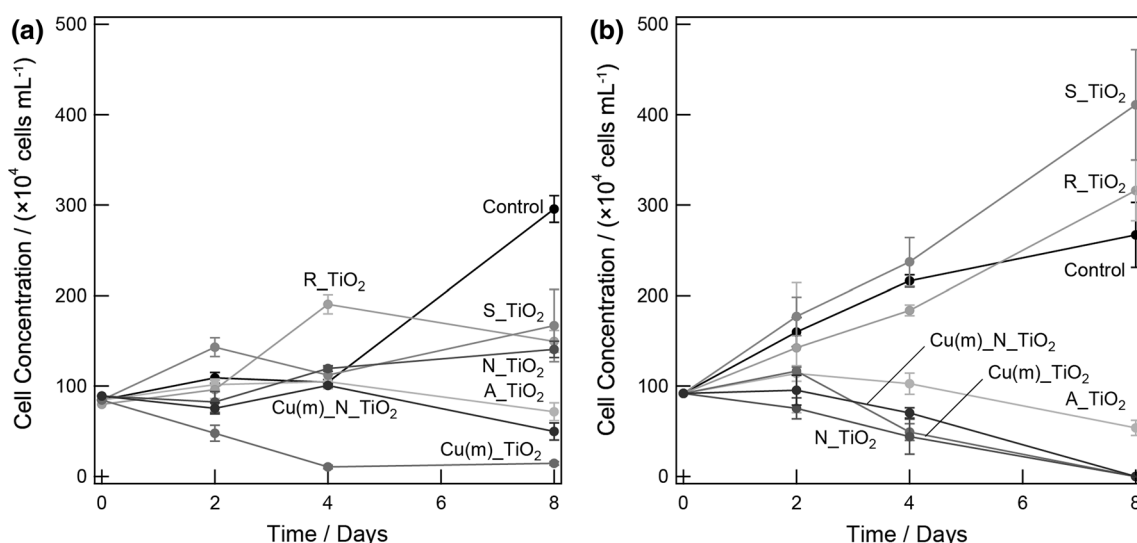 (a)
Cell Concentration / (×10⁴ cells mL⁻¹)
500
400
300
200
100
0
Control
R_TiO₂
S_TiO₂
N_TiO₂
A_TiO₂
Cu(m)_N_TiO₂
Cu(m)_TiO₂
0 2 4 6 8
Time / Days
(b)
Cell Concentration / (×10⁴ cells mL⁻¹)
500
400
300
200
100
0
S_TiO₂
R_TiO₂
Control
Cu(m)_N_TiO₂
Cu(m)_TiO₂
A_TiO₂
N_TiO₂
0 2 4 6 8
Time / Days